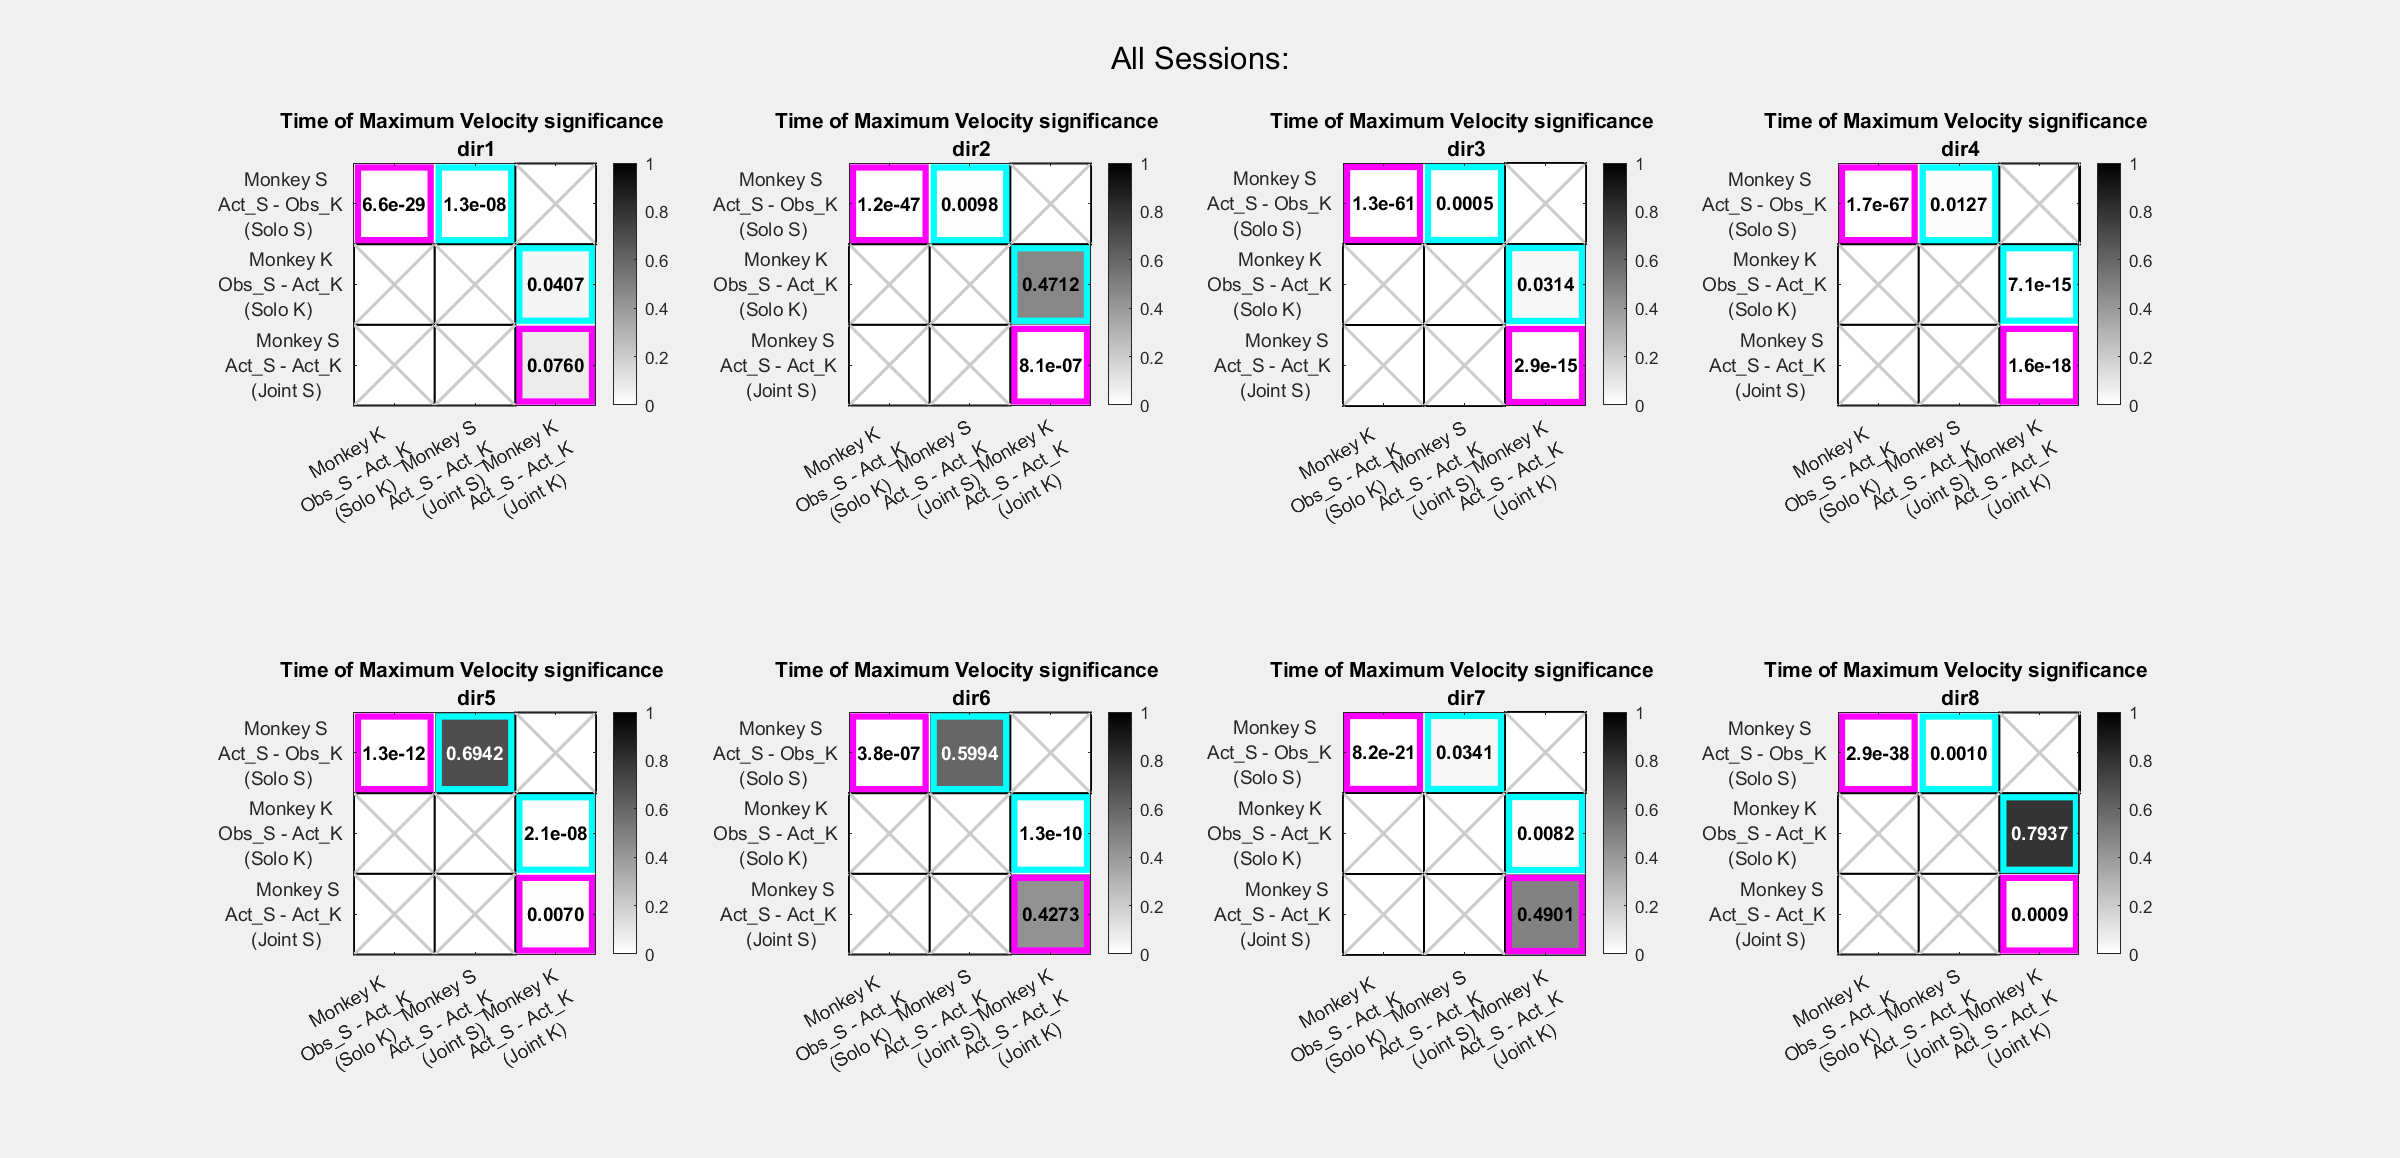 All Sessions:
Time of Maximum Velocity significance
dir1
Monkey S
Act_S - Obs_K
(Solo S)
Monkey K
Obs_S - Act_K
(Solo K)
Monkey S
Act_S - Act_K
(Joint S)
6.6e-29
1.3e-08
0.0407
0.0760
1
0.8
0.6
0.4
0.2
0
Monkey K
Obs_S - Act_K
(Solo K)
Monkey S
Act_S - Act_K
(Joint S)
Monkey K
Act_S - Act_K
(Joint K)
Time of Maximum Velocity significance
dir2
Monkey S
Act_S - Obs_K
(Solo S)
Monkey K
Obs_S - Act_K
(Solo K)
Monkey S
Act_S - Act_K
(Joint S)
1.2e-47
0.0098
0.4712
8.1e-07
1
0.8
0.6
0.4
0.2
0
Monkey K
Obs_S - Act_K
(Solo K)
Monkey S
Act_S - Act_K
(Joint S)
Monkey K
Act_S - Act_K
(Joint K)
Time of Maximum Velocity significance
dir3
Monkey S
Act_S - Obs_K
(Solo S)
Monkey K
Obs_S - Act_K
(Solo K)
Monkey S
Act_S - Act_K
(Joint S)
1.3e-61
0.0005
0.0314
2.9e-15
1
0.8
0.6
0.4
0.2
0
Monkey K
Obs_S - Act_K
(Solo K)
Monkey S
Act_S - Act_K
(Joint S)
Monkey K
Act_S - Act_K
(Joint K)
Time of Maximum Velocity significance
dir4
Monkey S
Act_S - Obs_K
(Solo S)
Monkey K
Obs_S - Act_K
(Solo K)
Monkey S
Act_S - Act_K
(Joint S)
1.7e-67
0.0127
7.1e-15
1.6e-18
1
0.8
0.6
0.4
0.2
0
Monkey K
Obs_S - Act_K
(Solo K)
Monkey S
Act_S - Act_K
(Joint S)
Monkey K
Act_S - Act_K
(Joint K)
Time of Maximum Velocity significance
dir5
Monkey S
Act_S - Obs_K
(Solo S)
Monkey K
Obs_S - Act_K
(Solo K)
Monkey S
Act_S - Act_K
(Joint S)
1.3e-12
0.6942
2.1e-08
0.0070
1
0.8
0.6
0.4
0.2
0
Monkey K
Obs_S - Act_K
(Solo K)
Monkey S
Act_S - Act_K
(Joint S)
Monkey K
Act_S - Act_K
(Joint K)
Time of Maximum Velocity significance
dir6
Monkey S
Act_S - Obs_K
(Solo S)
Monkey K
Obs_S - Act_K
(Solo K)
Monkey S
Act_S - Act_K
(Joint S)
3.8e-07
0.5994
1.3e-10
0.4273
1
0.8
0.6
0.4
0.2
0
Monkey K
Obs_S - Act_K
(Solo K)
Monkey S
Act_S - Act_K
(Joint S)
Monkey K
Act_S - Act_K
(Joint K)
Time of Maximum Velocity significance
dir7
Monkey S
Act_S - Obs_K
(Solo S)
Monkey K
Obs_S - Act_K
(Solo K)
Monkey S
Act_S - Act_K
(Joint S)
8.2e-21
0.0341
0.0082
0.4901
1
0.8
0.6
0.4
0.2
0
Monkey K
Obs_S - Act_K
(Solo K)
Monkey S
Act_S - Act_K
(Joint S)
Monkey K
Act_S - Act_K
(Joint K)
Time of Maximum Velocity significance
dir8
Monkey S
Act_S - Obs_K
(Solo S)
Monkey K
Obs_S - Act_K
(Solo K)
Monkey S
Act_S - Act_K
(Joint S)
2.9e-38
0.0010
0.7937
0.0009
1
0.8
0.6
0.4
0.2
0
Monkey K
Obs_S - Act_K
(Solo K)
Monkey S
Act_S - Act_K
(Joint S)
Monkey K
Act_S - Act_K
(Joint K)